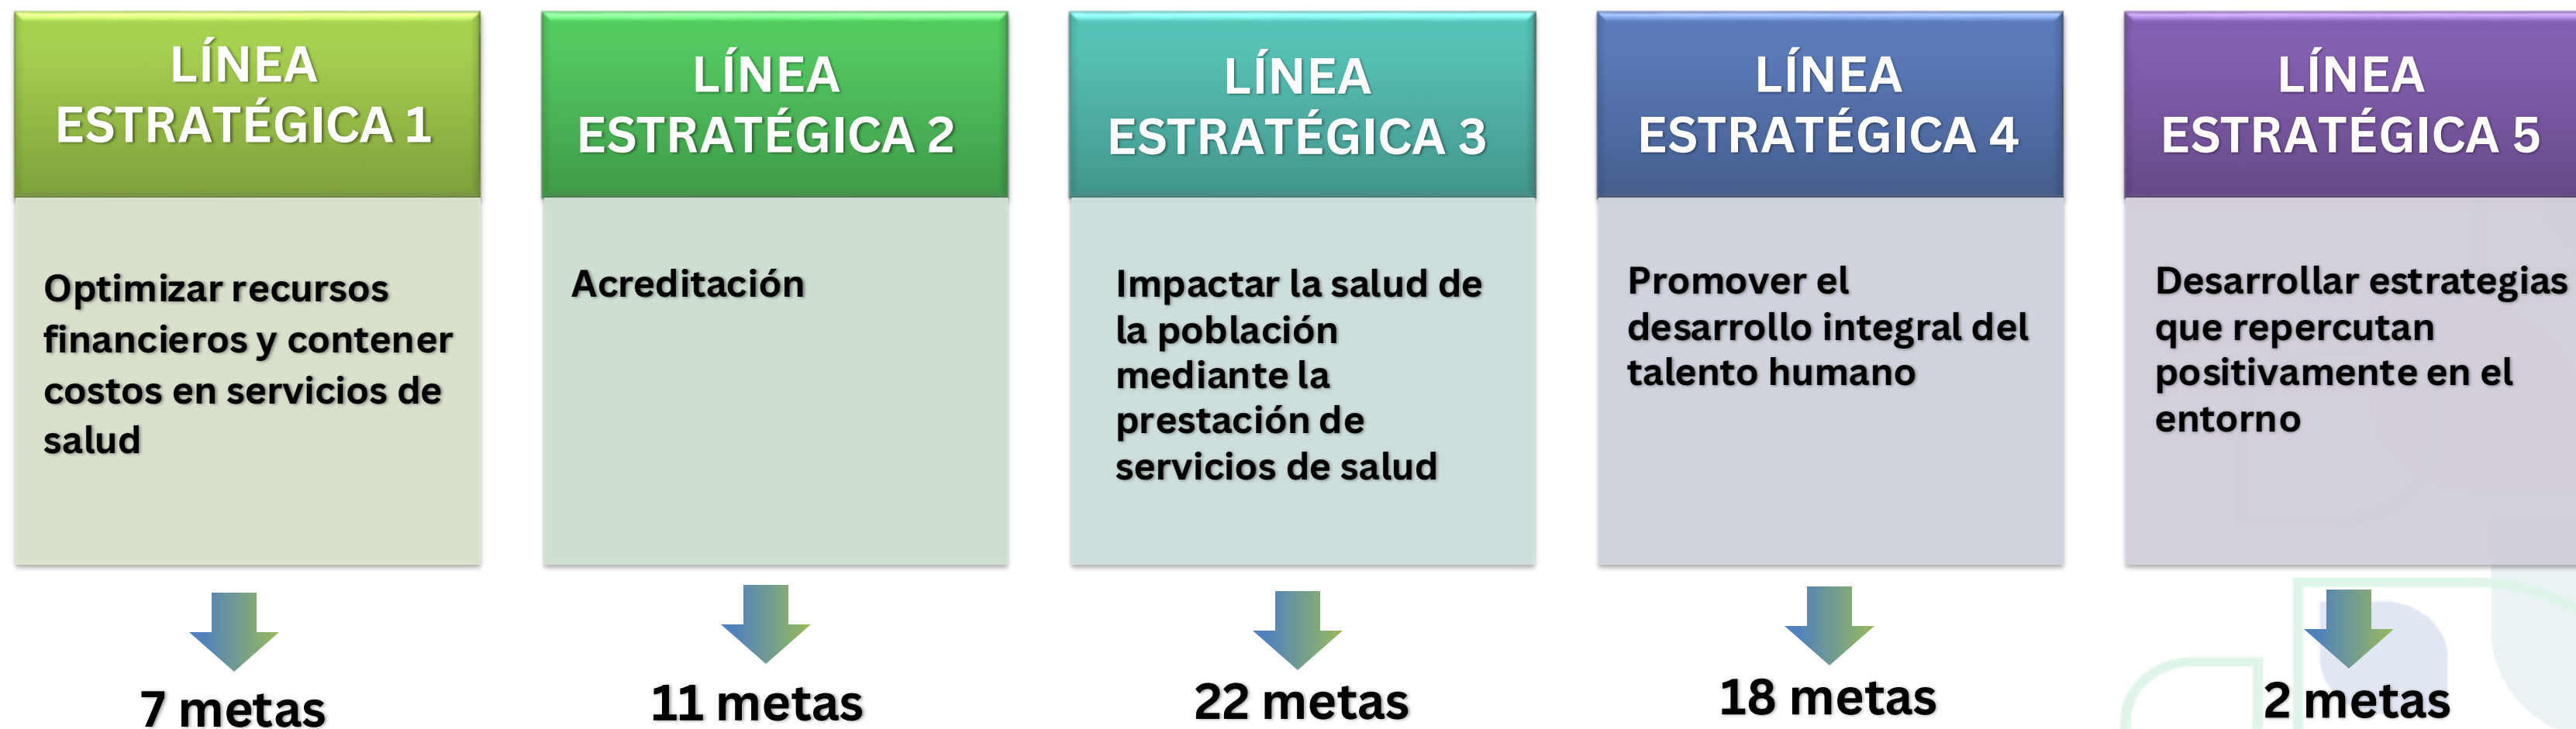 LÍNEA
ESTRATÉGICA 1
Optimizar recursos
financieros y contener
costos en servicios de
salud
7 metas
LÍNEA
ESTRATÉGICA 2
Acreditación
11 metas
LÍNEA
ESTRATÉGICA 3
Impactar la salud de
la población
mediante la
prestación de
servicios de salud
22 metas
LÍNEA
ESTRATÉGICA 4
Promover el
desarrollo integral del
talento humano
18 metas
LÍNEA
ESTRATÉGICA 5
Desarrollar estrategias
que repercutan
positivamente en el
entorno
2 metas